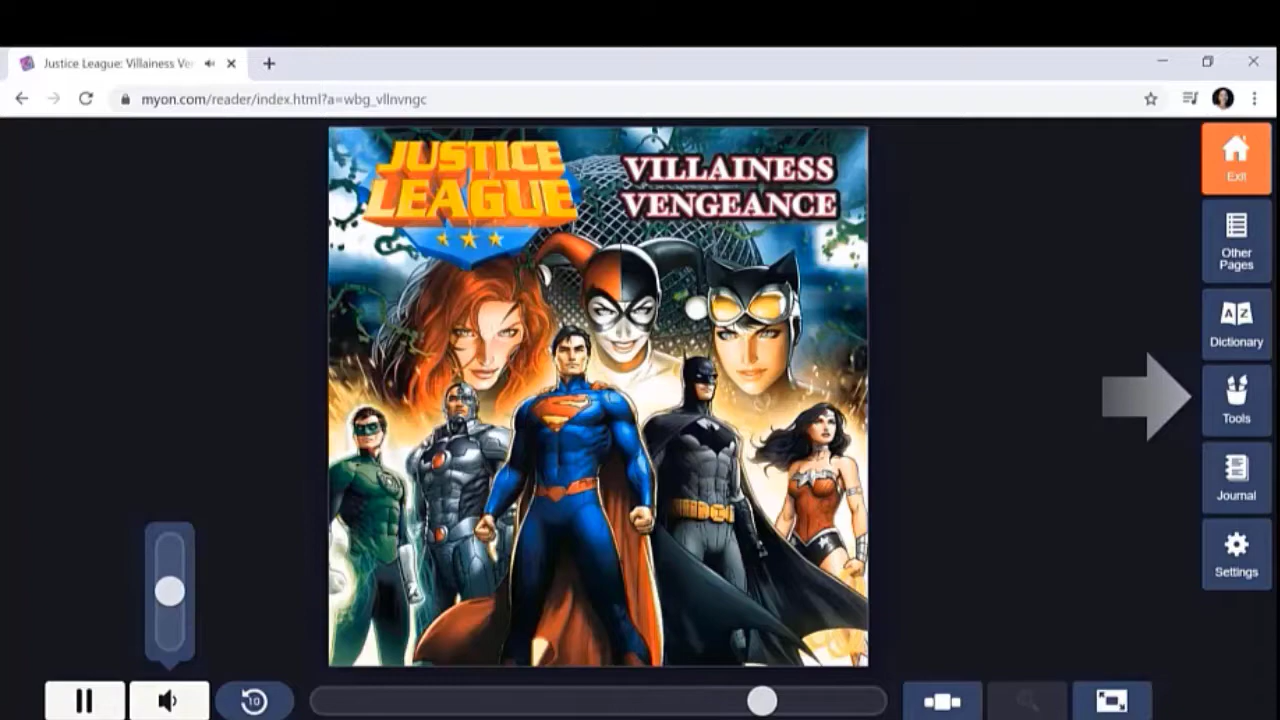 Justice League: Villainess Ve
myon.com/reader/index.html?a=wbg_vllnvngc
JUSTICE
LEAGUE
VILLAINESS
VENGEANCE
Exit
Other
Pages
A Z
Dictionary
Tools
Journal
Settings
10